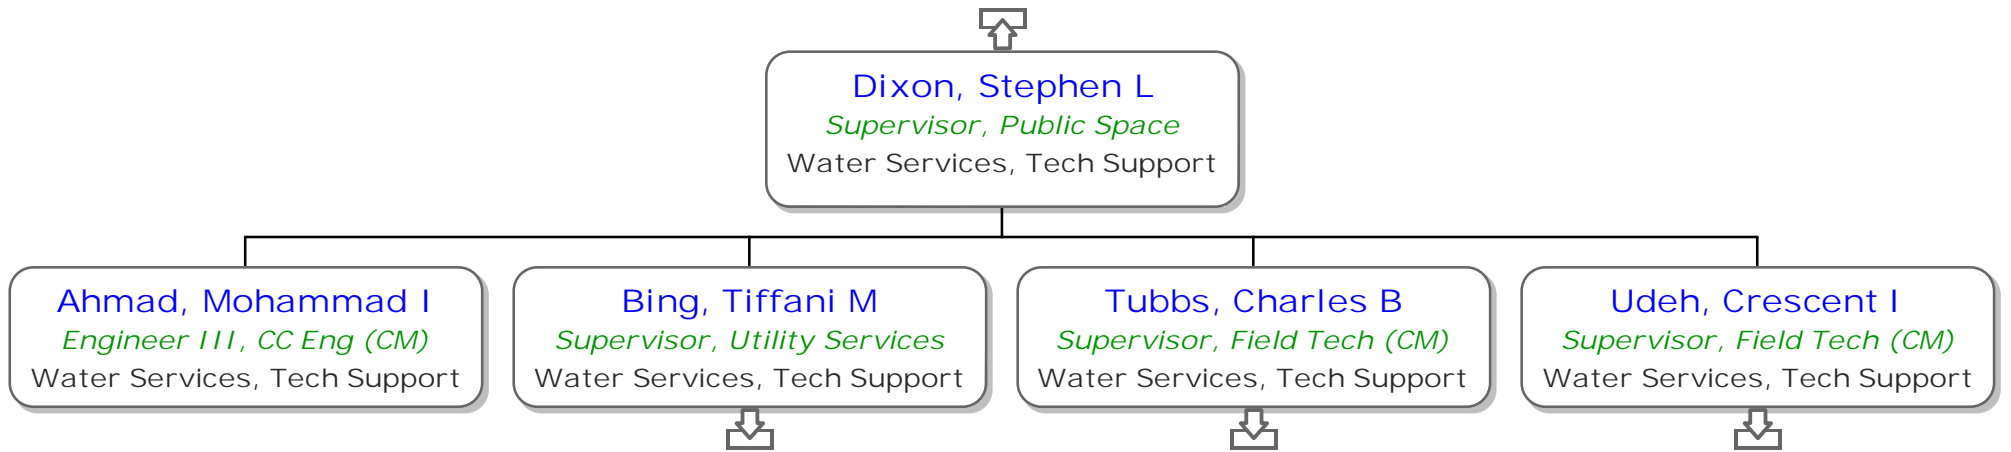 Dixon, Stephen L
Supervisor, Public Space
Water Services, Tech Support
Ahmad, Mohammad I
Engineer III, CC Eng (CM)
Water Services, Tech Support
Bing, Tiffani M
Supervisor, Utility Services
Water Services, Tech Support
Tubbs, Charles B
Supervisor, Field Tech (CM)
Water Services, Tech Support
Udeh, Crescent I
Supervisor, Field Tech (CM)
Water Services, Tech Support